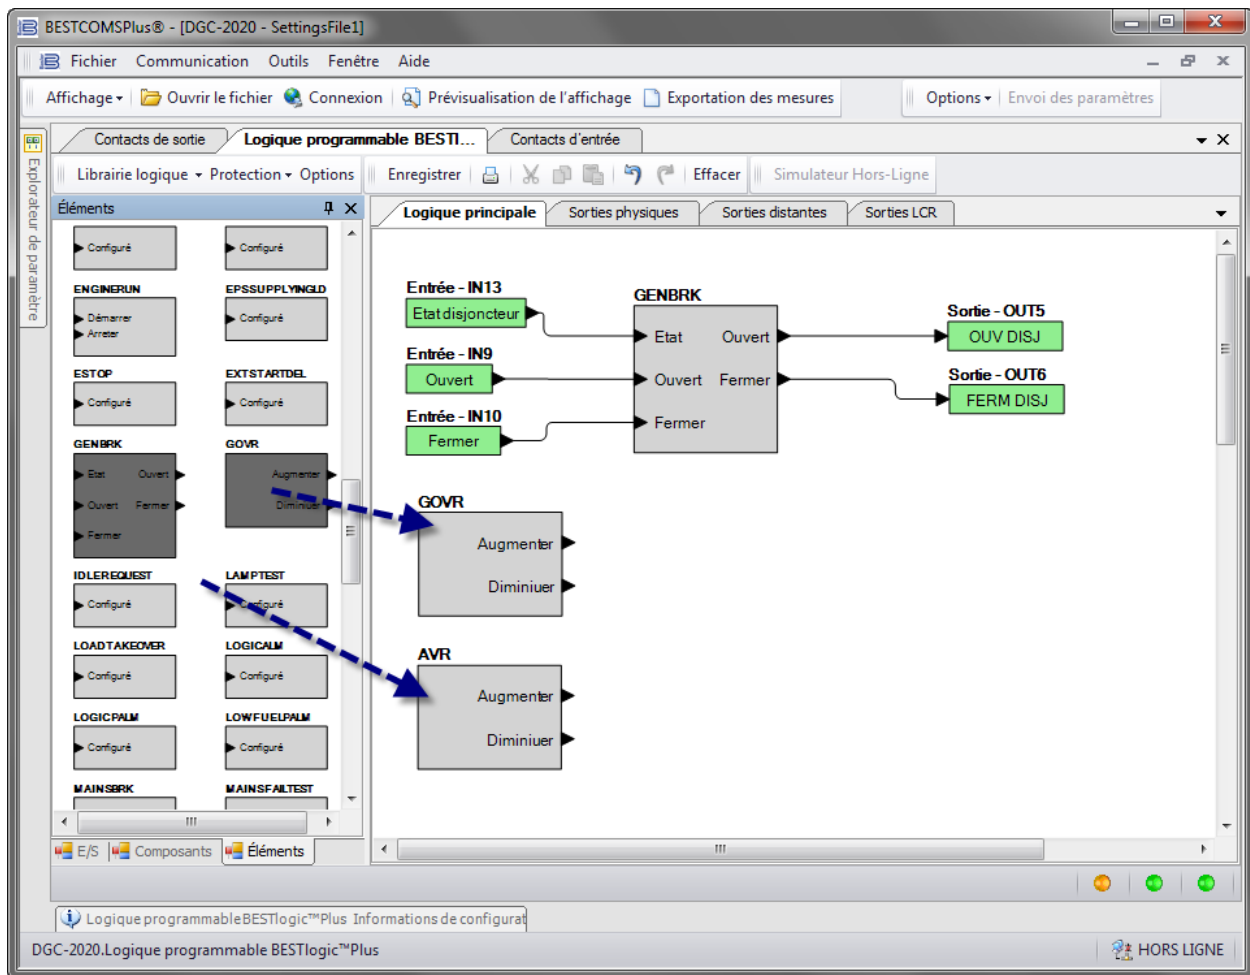 BESTCOMSPlus® - [DGC-2020 - SettingsFile1]
Fichier Communication Outils Fenêtre Aide
Affichage Ouvrir le fichier Connexion Prévisualisation de l'affichage Exportation des mesures Options Envoi des paramètres
Explorateur de paramètre
Contacts de sortie Logique programmable BESTl... Contacts d'entrée
Librairie logique Protection Options Enregistrer Effacer Simulateur Hors-Ligne
Éléments
Logique principale Sorties physiques Sorties distantes Sorties LCR
Configuré Configuré
ENGINERUN EPSSUPPLYINGLD
Démarrer Configuré
Arreter
ESTOP EXTSTARTDEL
Configuré Configuré
GENBRK GOVR
Etat Ouvert Augmenter
Ouvert Fermer Diminiuer
Fermer
IDLEREQUEST LAMPTEST
Configuré Configuré
LOADTAKEOVER LOGICALM
Configuré Configuré
LOGICPALM LOWFUELPALM
Configuré Configuré
MAINSBRK MAINSFAILTEST
E/S Composants Éléments
Entrée - IN13
Etat disjoncteur
Entrée - IN9
Ouvert
Entrée - IN10
Fermer
GENBRK
Etat Ouvert
Ouvert Fermer
Fermer
Sortie - OUT5
OUV DISJ
Sortie - OUT6
FERM DISJ
GOVR
Augmenter
Diminiuer
AVR
Augmenter
Diminiuer
Logique programmable BESTlogic™Plus Informations de configurat
DGC-2020.Logique programmable BESTlogic™Plus HORS LIGNE